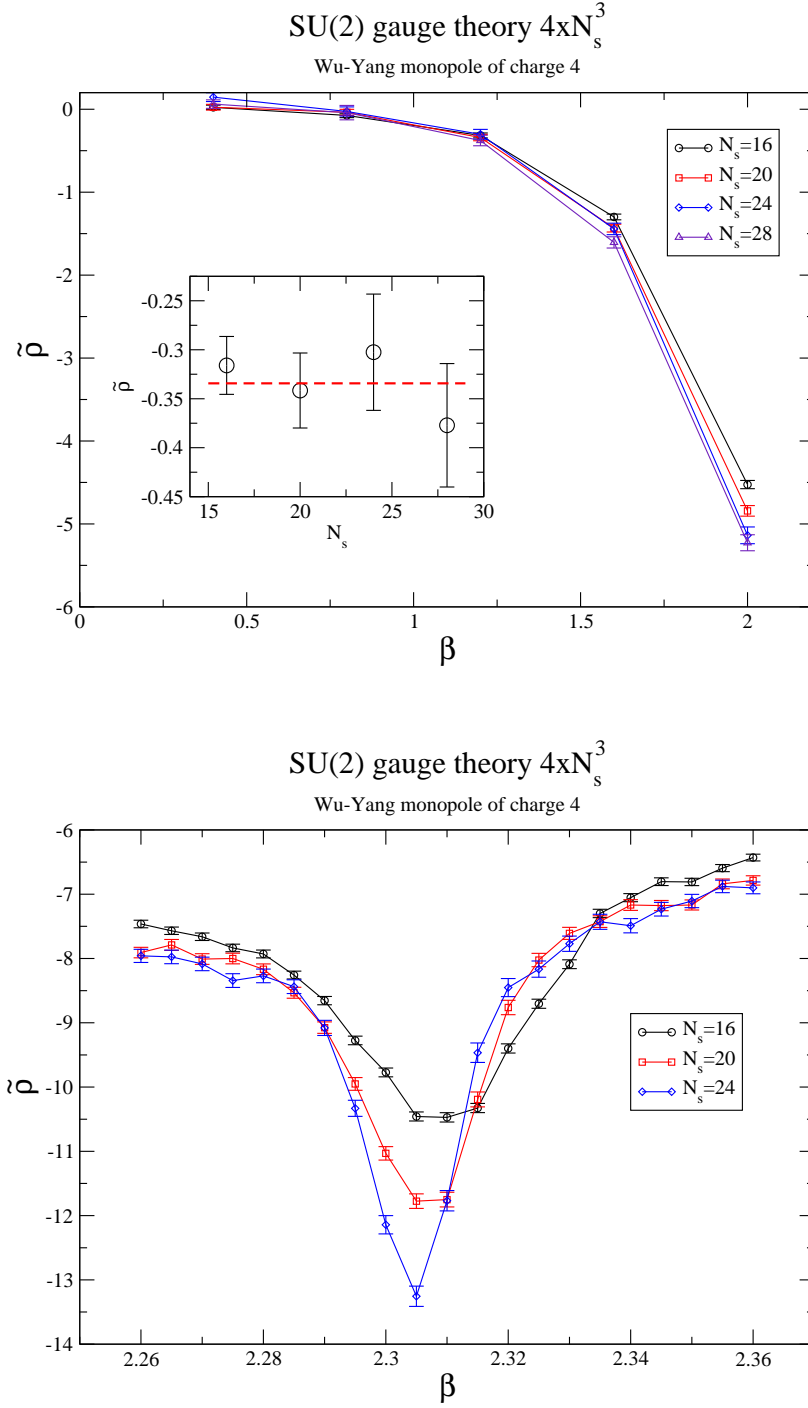 SU(2) gauge theory 4xN_s^3
Wu-Yang monopole of charge 4
0
-1
-2
-3
-4
-5
-6
ρ̃
0
0.5
1
1.5
2
β
N_s=16
N_s=20
N_s=24
N_s=28
-0.25
-0.3
-0.35
-0.4
-0.45
ρ̃
15
20
25
30
N_s
SU(2) gauge theory 4xN_s^3
Wu-Yang monopole of charge 4
-6
-7
-8
-9
-10
-11
-12
-13
-14
ρ̃
N_s=16
N_s=20
N_s=24
2.26
2.28
2.3
2.32
2.34
2.36
β